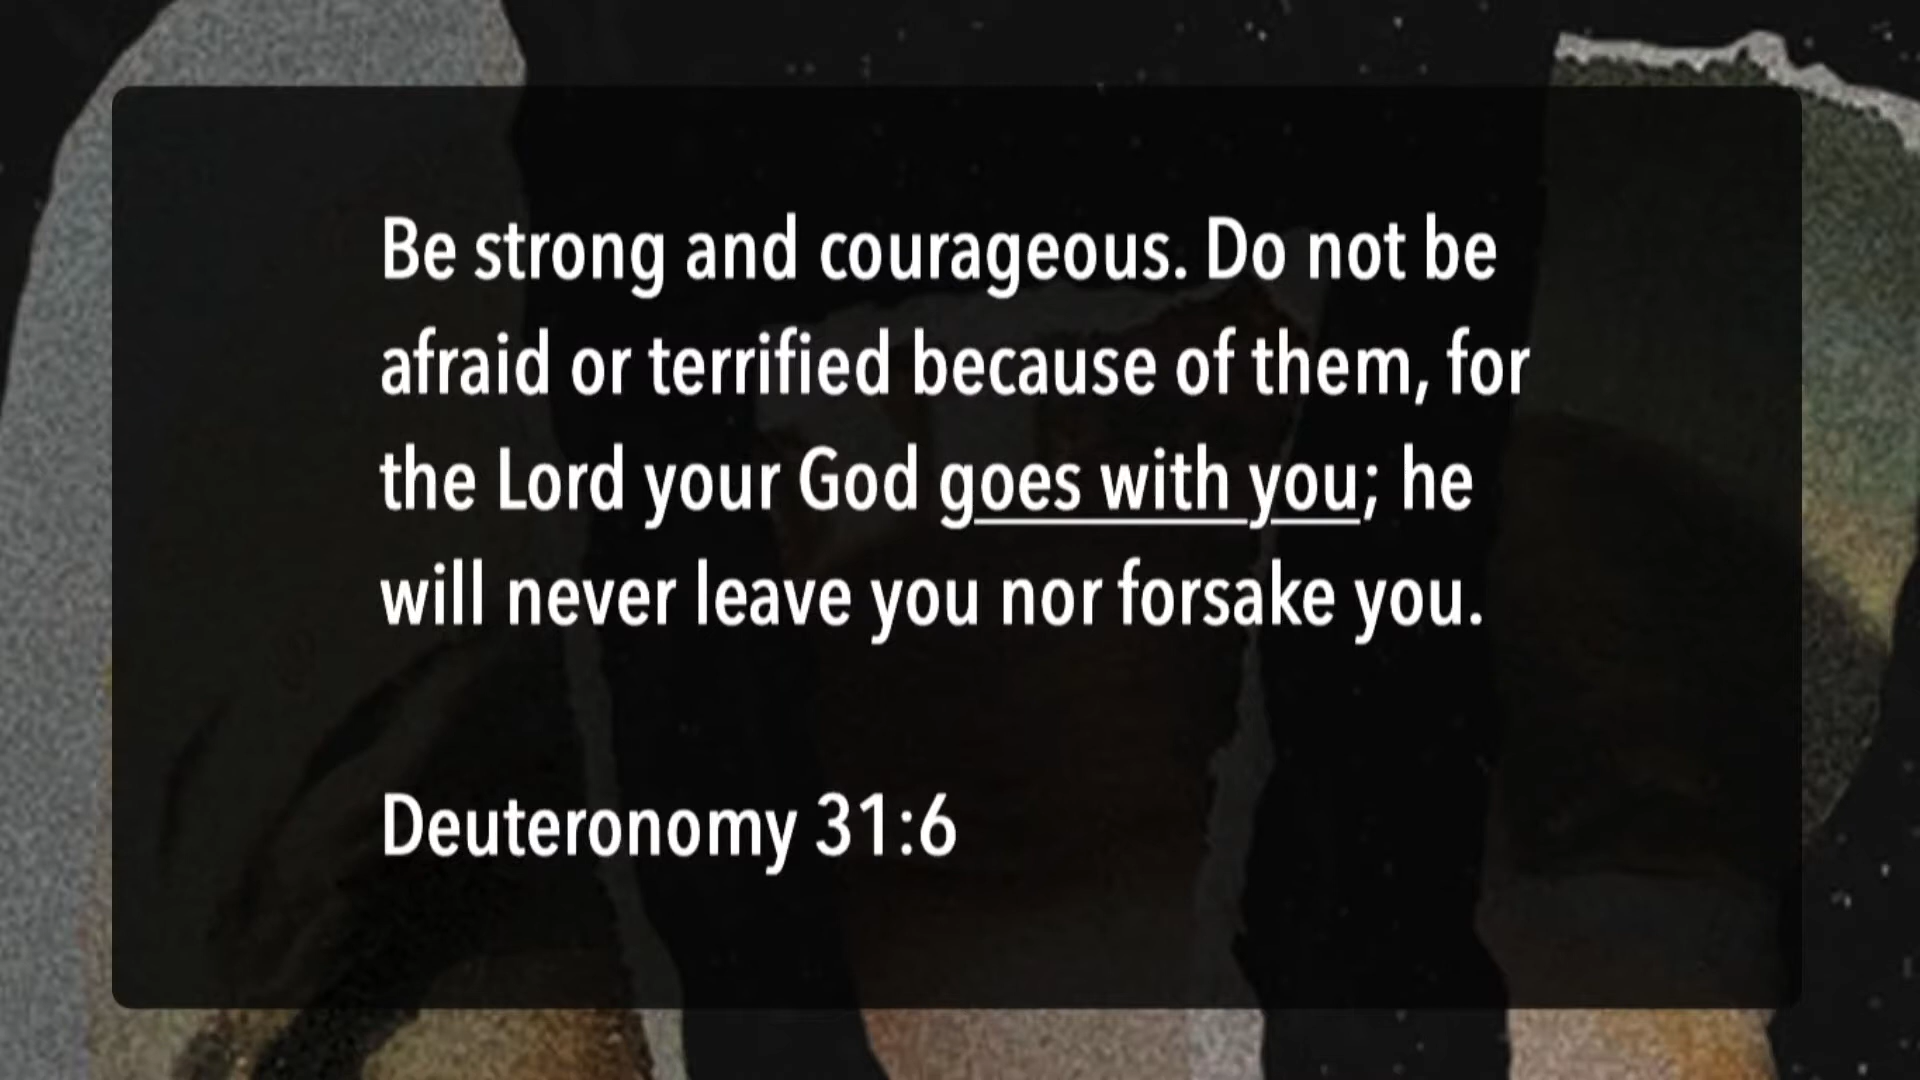 Be strong and courageous. Do not be
afraid or terrified because of them, for
the Lord your God goes with you; he
will never leave you nor forsake you.
Deuteronomy 31:6